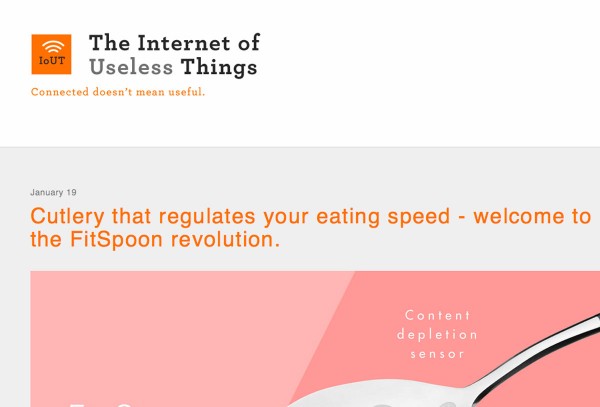 The Internet of
IoUT
Useless Things
Connected doesn't mean useful.
January 19
Cutlery that regulates your eating speed - welcome to
the FitSpoon revolution.
Content
depletion
sensor